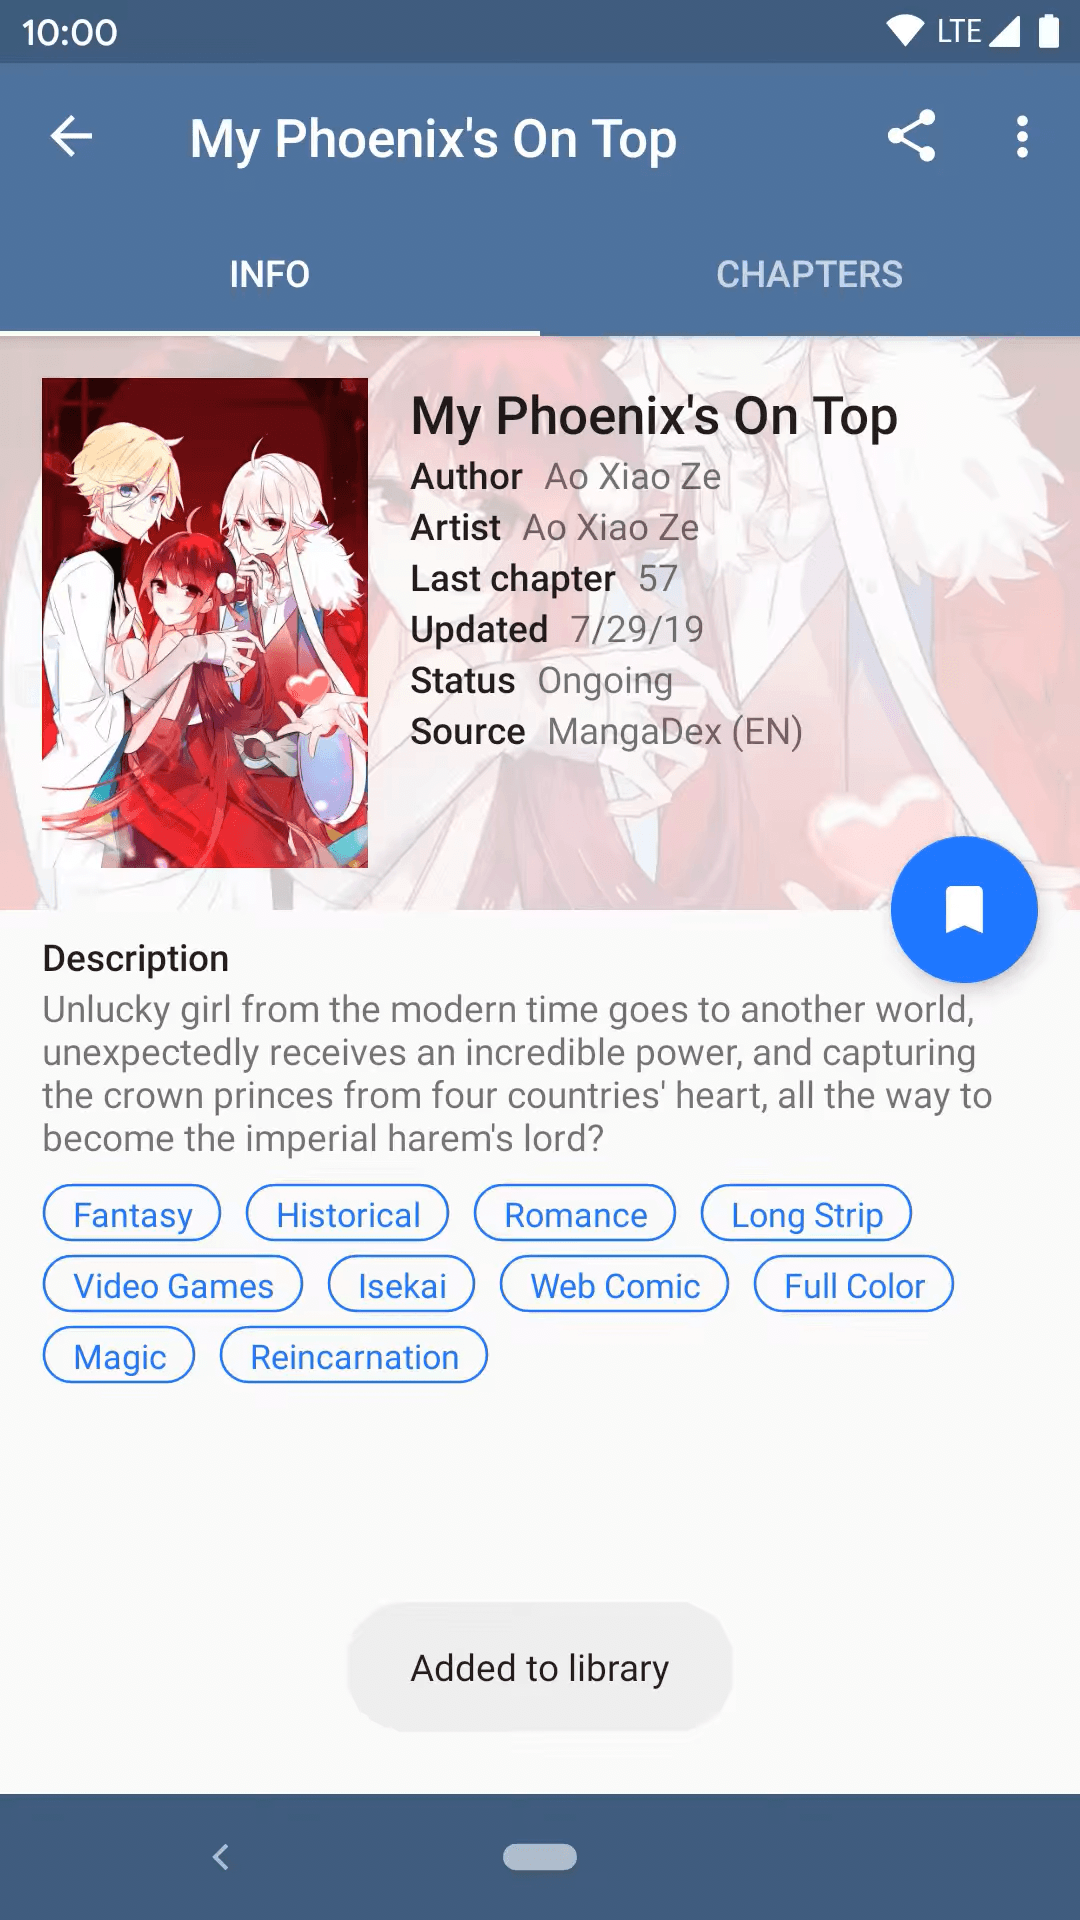 10:00 LTE
My Phoenix's On Top
INFO CHAPTERS
My Phoenix's On Top
Author Ao Xiao Ze
Artist Ao Xiao Ze
Last chapter 57
Updated 7/29/19
Status Ongoing
Source MangaDex (EN)
Description
Unlucky girl from the modern time goes to another world,
unexpectedly receives an incredible power, and capturing
the crown princes from four countries' heart, all the way to
become the imperial harem's lord?
Fantasy Historical Romance Long Strip
Video Games Isekai Web Comic Full Color
Magic Reincarnation
Added to library